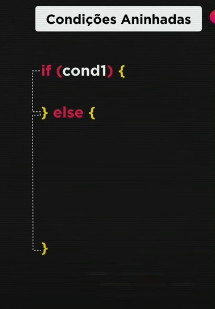 Condições Aninhadas
if (cond1) {
} else {
}